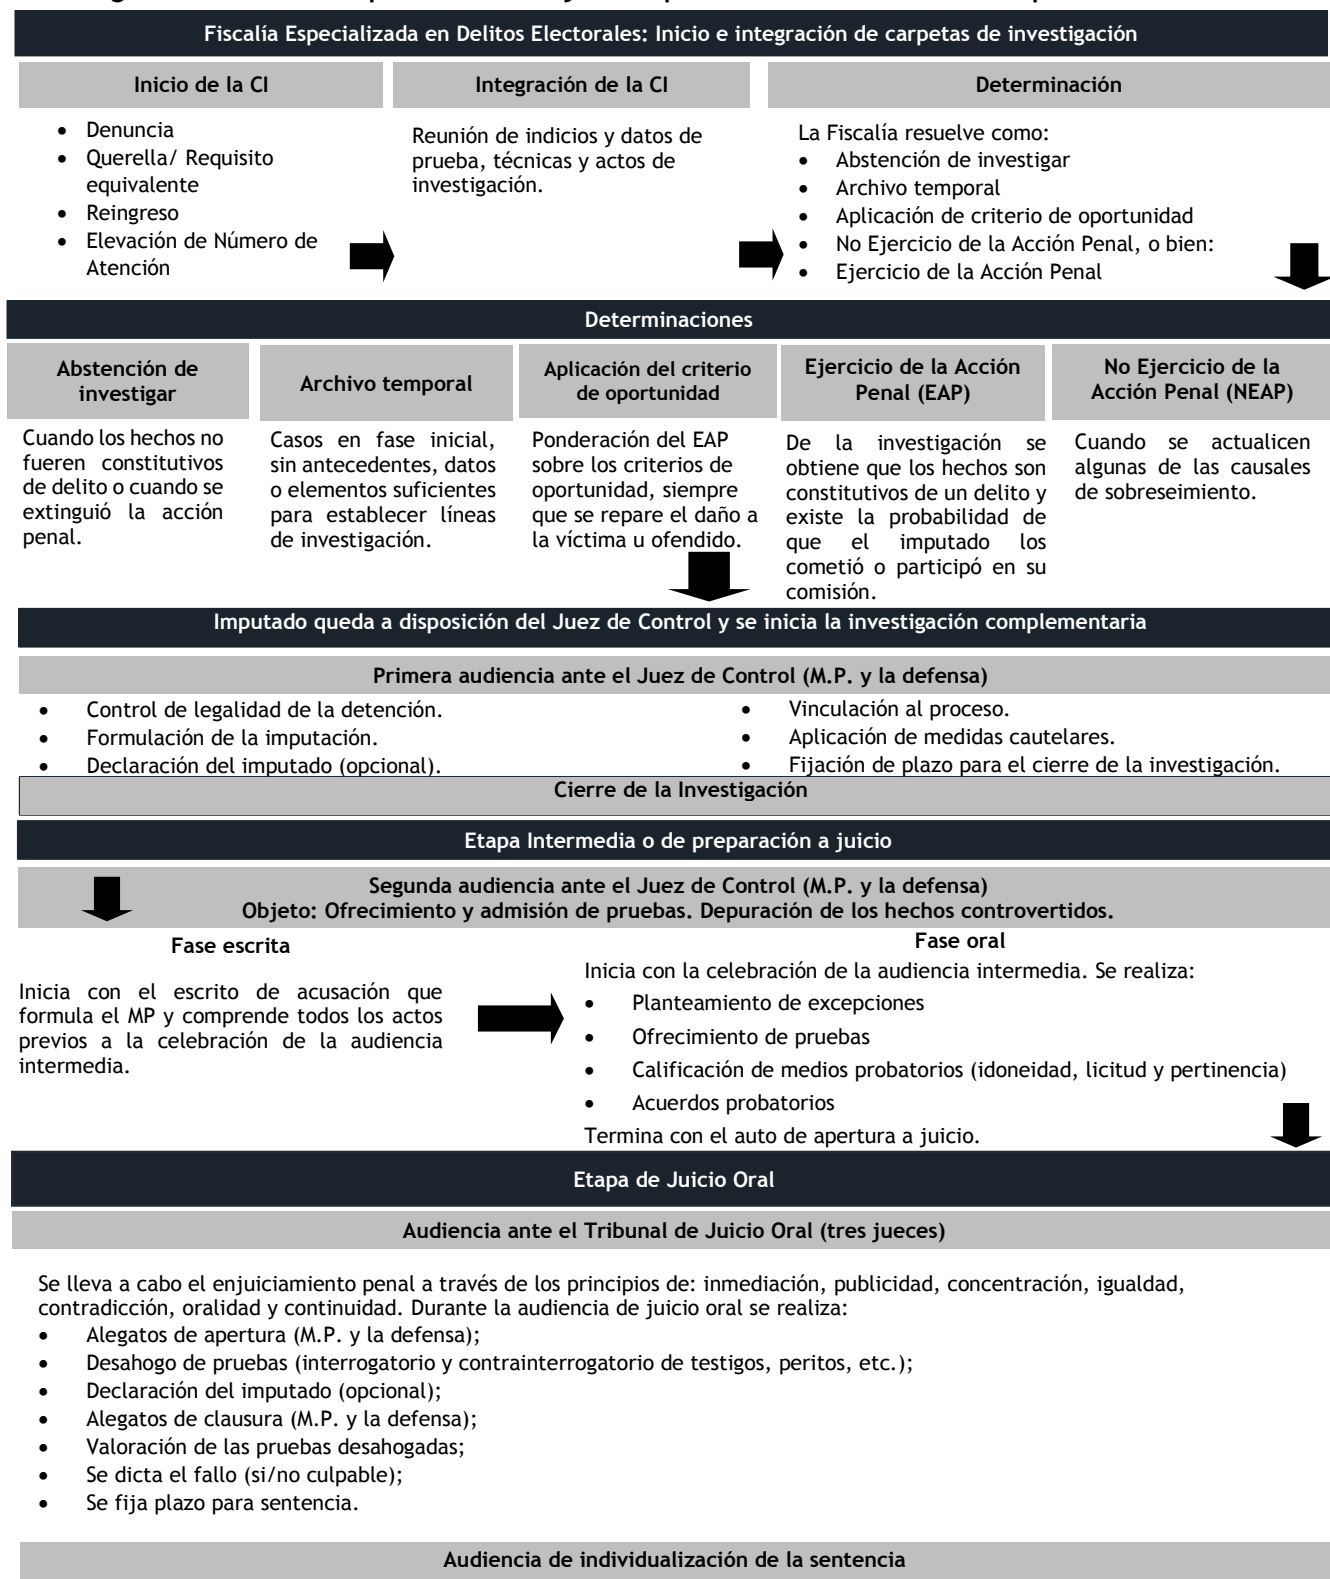 Fiscalía Especializada en Delitos Electorales: Inicio e integración de carpetas de investigación
Inicio de la CI
• Denuncia
• Querella/ Requisito
equivalente
• Reingreso
• Elevación de Número de
Atención
Integración de la CI
Reunión de indicios y datos de
prueba, técnicas y actos de
investigación.
Determinación
La Fiscalía resuelve como:
• Abstención de investigar
• Archivo temporal
• Aplicación de criterio de oportunidad
• No Ejercicio de la Acción Penal, o bien:
• Ejercicio de la Acción Penal
Determinaciones
Abstención de
investigar
Cuando los hechos no
fueren constitutivos
de delito o cuando se
extinguió la acción
penal.
Archivo temporal
Casos en fase inicial,
sin antecedentes, datos
o elementos suficientes
para establecer líneas
de investigación.
Aplicación del criterio
de oportunidad
Ponderación del EAP
sobre los criterios de
oportunidad, siempre
que se repare el daño a
la víctima u ofendido.
Ejercicio de la Acción
Penal (EAP)
De la investigación se
obtiene que los hechos son
constitutivos de un delito y
existe la probabilidad de
que el imputado los
cometió o participó en su
comisión.
No Ejercicio de la
Acción Penal (NEAP)
Cuando se actualicen
algunas de las causales
de sobreseimiento.
Imputado queda a disposición del Juez de Control y se inicia la investigación complementaria
Primera audiencia ante el Juez de Control (M.P. y la defensa)
• Control de legalidad de la detención.
• Formulación de la imputación.
• Declaración del imputado (opcional).
• Vinculación al proceso.
• Aplicación de medidas cautelares.
• Fijación de plazo para el cierre de la investigación.
Cierre de la Investigación
Etapa Intermedia o de preparación a juicio
Segunda audiencia ante el Juez de Control (M.P. y la defensa)
Objeto: Ofrecimiento y admisión de pruebas. Depuración de los hechos controvertidos.
Fase escrita
Inicia con el escrito de acusación que
formula el MP y comprende todos los actos
previos a la celebración de la audiencia
intermedia.
Fase oral
Inicia con la celebración de la audiencia intermedia. Se realiza:
• Planteamiento de excepciones
• Ofrecimiento de pruebas
• Calificación de medios probatorios (idoneidad, licitud y pertinencia)
• Acuerdos probatorios
Termina con el auto de apertura a juicio.
Etapa de Juicio Oral
Audiencia ante el Tribunal de Juicio Oral (tres jueces)
Se lleva a cabo el enjuiciamiento penal a través de los principios de: inmediación, publicidad, concentración, igualdad,
contradicción, oralidad y continuidad. Durante la audiencia de juicio oral se realiza:
• Alegatos de apertura (M.P. y la defensa);
• Desahogo de pruebas (interrogatorio y contrainterrogatorio de testigos, peritos, etc.);
• Declaración del imputado (opcional);
• Alegatos de clausura (M.P. y la defensa);
• Valoración de las pruebas desahogadas;
• Se dicta el fallo (si/no culpable);
• Se fija plazo para sentencia.
Audiencia de individualización de la sentencia